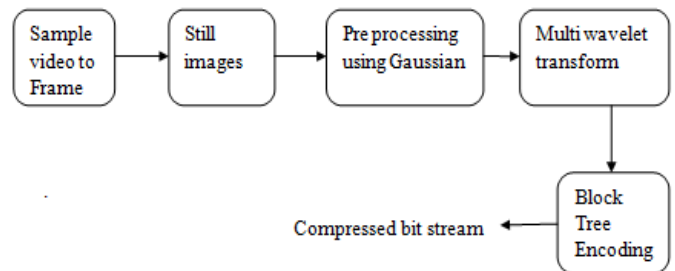 Sample
video to
Frame
Still
images
Pre processing
using Gaussian
Multi wavelet
transform
Block
Tree
Encoding
Compressed bit stream